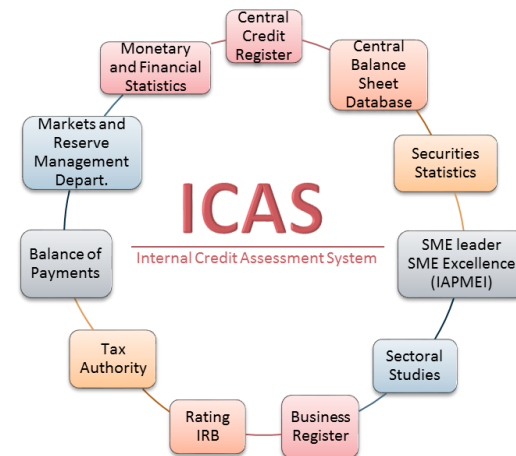 Central
Credit
Register
Central
Balance
Sheet
Database
Securities
Statistics
SME leader
SME Excellence
(IAPMEI)
Sectoral
Studies
Business
Register
Rating
IRB
Tax
Authority
Balance of
Payments
Markets and
Reserve
Management
Depart.
Monetary
and Financial
Statistics
ICAS
Internal Credit Assessment System